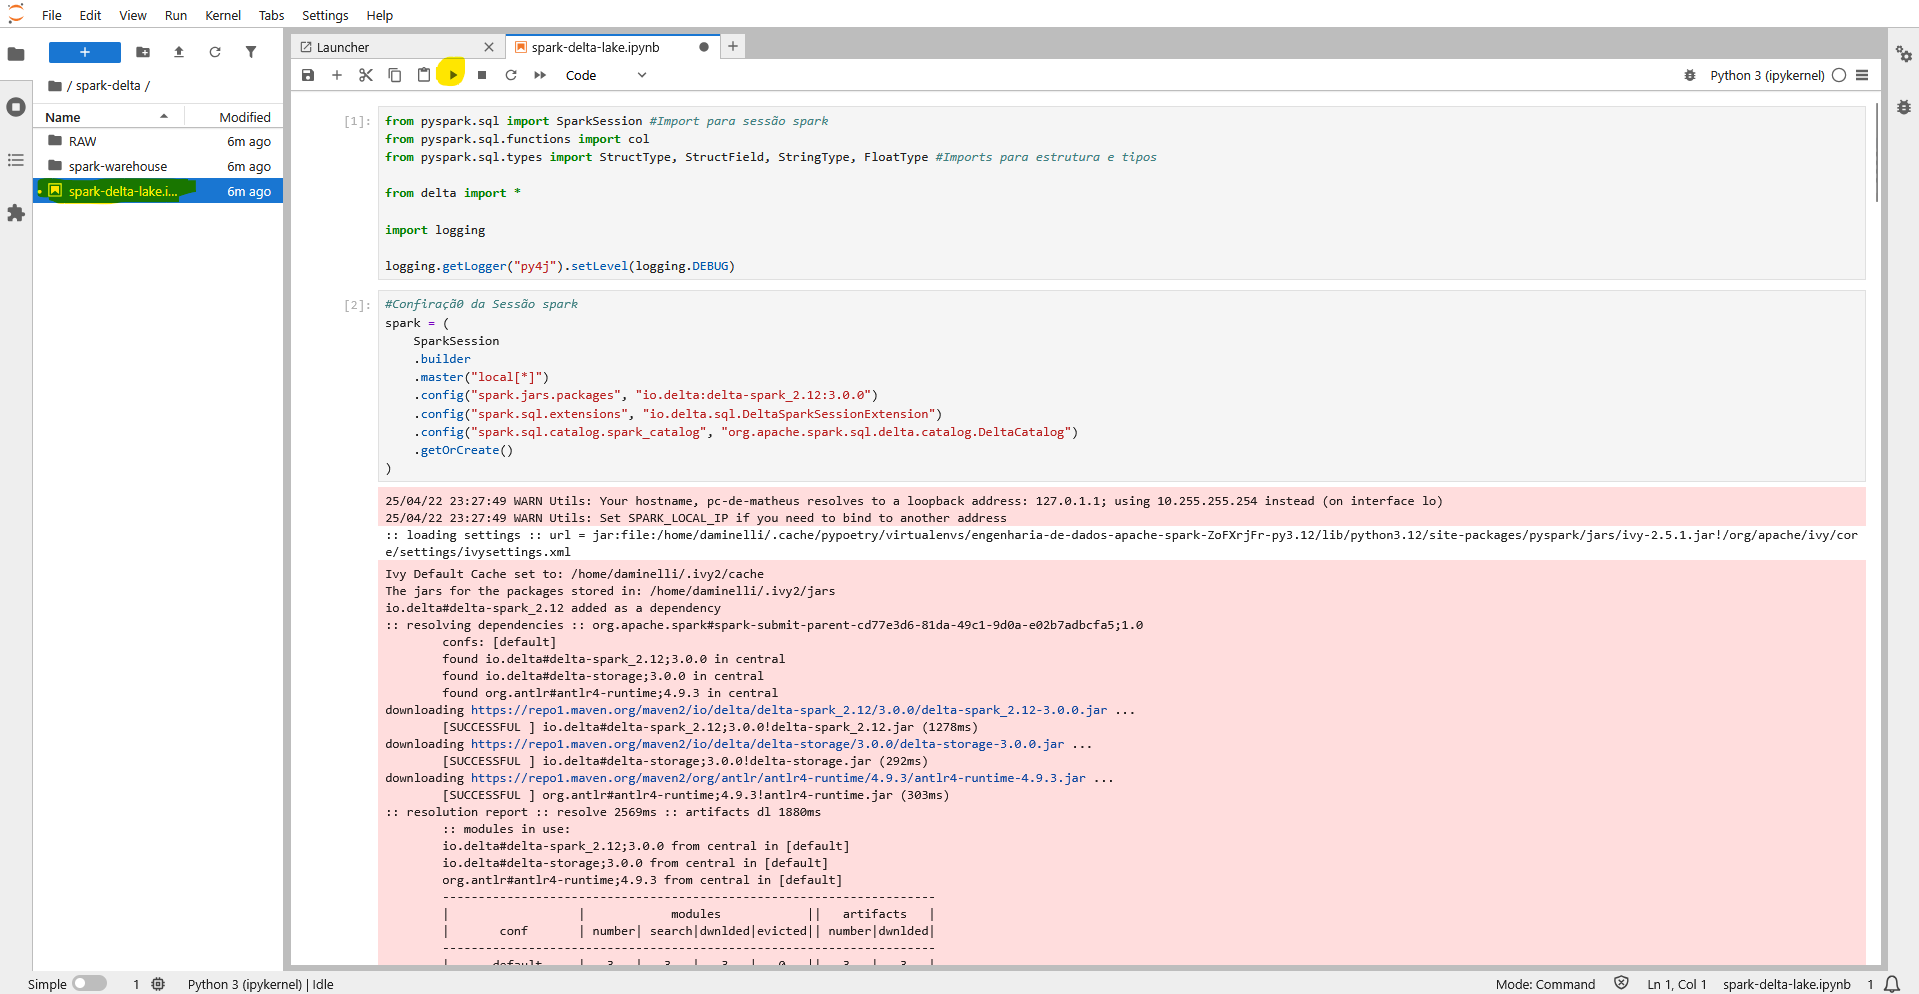 File Edit View Run Kernel Tabs Settings Help
Launcher
spark-delta-lake.ipynb
Code
Python 3 (ipykernel)
/ spark-delta /
Name Modified
RAW 6m ago
spark-warehouse 6m ago
spark-delta-lake.i... 6m ago
[1]:
from pyspark.sql import SparkSession #Import para sessão spark
from pyspark.sql.functions import col
from pyspark.sql.types import StructType, StructField, StringType, FloatType #Imports para estrutura e tipos
from delta import *
import logging
logging.getLogger("py4j").setLevel(logging.DEBUG)
[2]:
#Confiraçã0 da Sessão spark
spark = (
SparkSession
.builder
.master("local[*]")
.config("spark.jars.packages", "io.delta:delta-spark_2.12:3.0.0")
.config("spark.sql.extensions", "io.delta.sql.DeltaSparkSessionExtension")
.config("spark.sql.catalog.spark_catalog", "org.apache.spark.sql.delta.catalog.DeltaCatalog")
.getOrCreate()
)
25/04/22 23:27:49 WARN Utils: Your hostname, pc-de-matheus resolves to a loopback address: 127.0.1.1; using 10.255.255.254 instead (on interface lo)
25/04/22 23:27:49 WARN Utils: Set SPARK_LOCAL_IP if you need to bind to another address
:: loading settings :: url = jar:file:/home/daminelli/.cache/pypoetry/virtualenvs/engenharia-de-dados-apache-spark-ZoFXrjFr-py3.12/lib/python3.12/site-packages/pyspark/jars/ivy-2.5.1.jar!/org/apache/ivy/cor
e/settings/ivysettings.xml
Ivy Default Cache set to: /home/daminelli/.ivy2/cache
The jars for the packages stored in: /home/daminelli/.ivy2/jars
io.delta#delta-spark_2.12 added as a dependency
:: resolving dependencies :: org.apache.spark#spark-submit-parent-cd77e3d6-81da-49c1-9d0a-e02b7adbcfa5;1.0
confs: [default]
found io.delta#delta-spark_2.12;3.0.0 in central
found io.delta#delta-storage;3.0.0 in central
found org.antlr#antlr4-runtime;4.9.3 in central
downloading https://repo1.maven.org/maven2/io/delta/delta-spark_2.12/3.0.0/delta-spark_2.12-3.0.0.jar ...
[SUCCESSFUL ] io.delta#delta-spark_2.12;3.0.0!delta-spark_2.12.jar (1278ms)
downloading https://repo1.maven.org/maven2/io/delta/delta-storage/3.0.0/delta-storage-3.0.0.jar ...
[SUCCESSFUL ] io.delta#delta-storage;3.0.0!delta-storage.jar (292ms)
downloading https://repo1.maven.org/maven2/org/antlr/antlr4-runtime/4.9.3/antlr4-runtime-4.9.3.jar ...
[SUCCESSFUL ] org.antlr#antlr4-runtime;4.9.3!antlr4-runtime.jar (303ms)
:: resolution report :: resolve 2569ms :: artifacts dl 1880ms
:: modules in use:
io.delta#delta-spark_2.12;3.0.0 from central in [default]
io.delta#delta-storage;3.0.0 from central in [default]
org.antlr#antlr4-runtime;4.9.3 from central in [default]
---------------------------------------------------------------------
| | modules || artifacts |
| conf | number| search|dwnlded|evicted|| number|dwnlded|
---------------------------------------------------------------------
| default | 3 | 3 | 3 | 0 || 3 | 3 |
Simple 1 Python 3 (ipykernel) | Idle Mode: Command Ln 1, Col 1 spark-delta-lake.ipynb 1